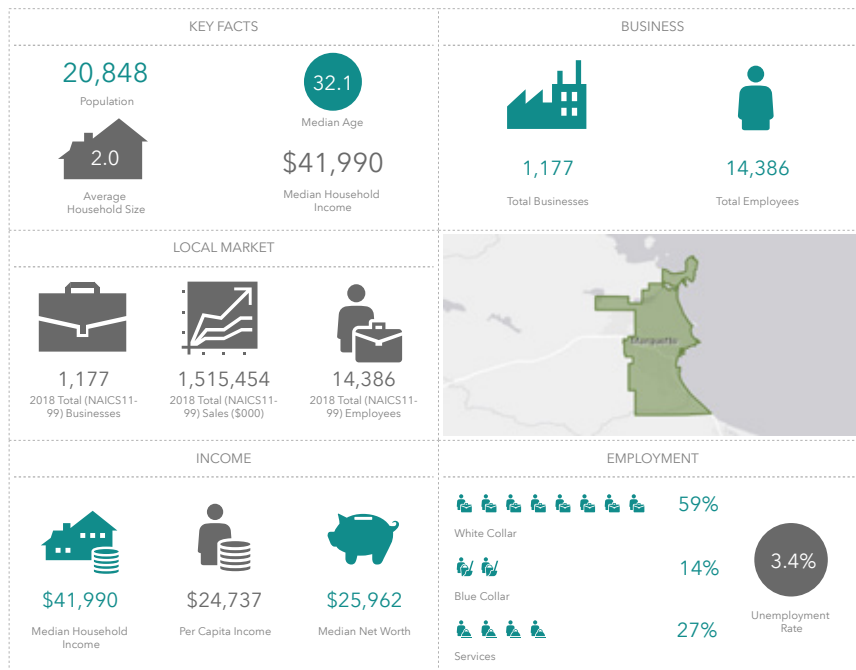 KEY FACTS
20,848
Population
32.1
Median Age
2.0
Average
Household Size
$41,990
Median Household
Income
BUSINESS
1,177
Total Businesses
14,386
Total Employees
LOCAL MARKET
1,177
2018 Total (NAICS11-
99) Businesses
1,515,454
2018 Total (NAICS11-
99) Sales ($000)
14,386
2018 Total (NAICS11-
99) Employees
Marquette
INCOME
$41,990
Median Household
Income
$24,737
Per Capita Income
$25,962
Median Net Worth
EMPLOYMENT
59%
White Collar
14%
Blue Collar
27%
Services
3.4%
Unemployment
Rate